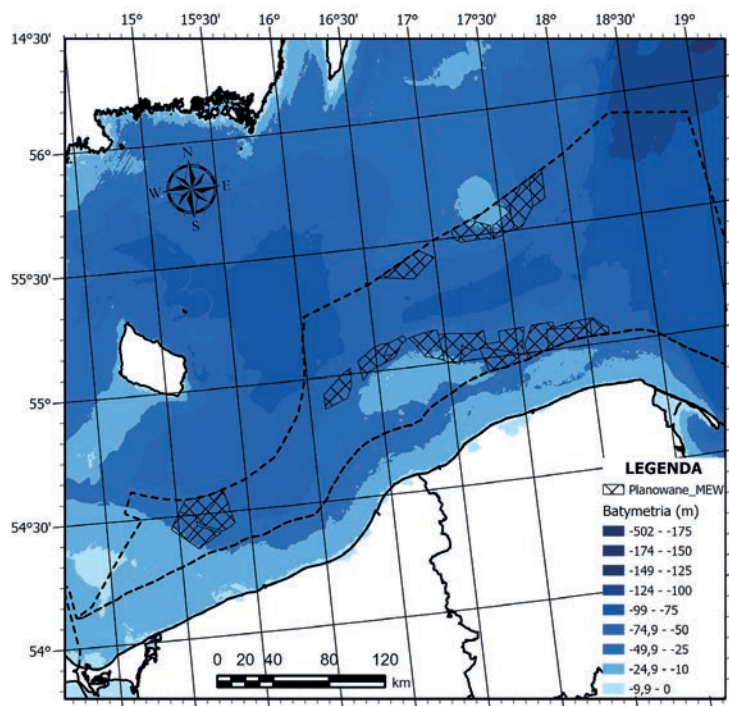 15° 15°30' 16° 16°30' 17° 17°30' 18° 18°30' 19°
14°30'
56°
N
W E
S
55°30'
55°
54°30'
54°
LEGENDA
Planowane_MEW
Batymetria (m)
-502 - -175
-174 - -150
-149 - -125
-124 - -100
-99 - -75
-74,9 - -50
-49,9 - -25
-24,9 - -10
-9,9 - 0
0 20 40 80 120
km